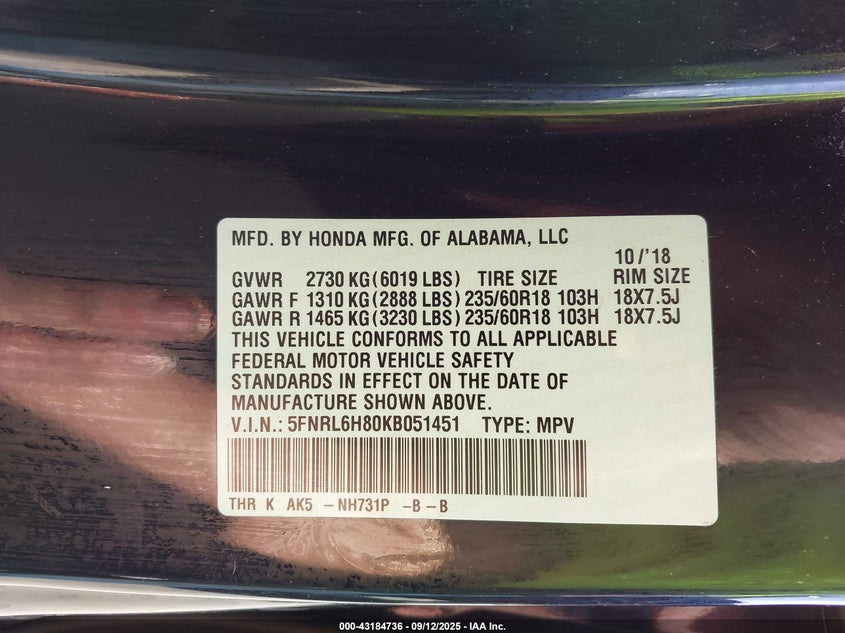 MFD. BY HONDA MFG. OF ALABAMA, LLC
10/'18
GVWR 2730 KG (6019 LBS) TIRE SIZE RIM SIZE
GAWR F 1310 KG (2888 LBS) 235/60R18 103H 18X7.5J
GAWR R 1465 KG (3230 LBS) 235/60R18 103H 18X7.5J
THIS VEHICLE CONFORMS TO ALL APPLICABLE
FEDERAL MOTOR VEHICLE SAFETY
STANDARDS IN EFFECT ON THE DATE OF
MANUFACTURE SHOWN ABOVE.
V.I.N.: 5FNRL6H80KB051451 TYPE: MPV
THR K AK5 – NH731P – B – B
000-43184736 - 09/12/2025 - IAA Inc.